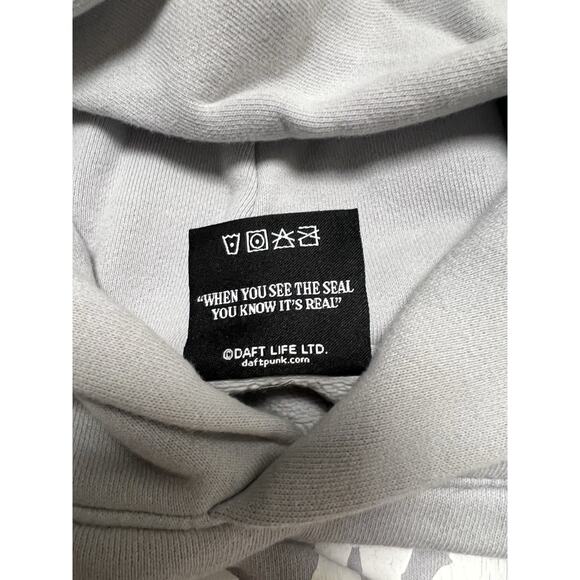 “WHEN YOU SEE THE SEAL
YOU KNOW IT’S REAL”
©DAFT LIFE LTD.
daftpunk.com